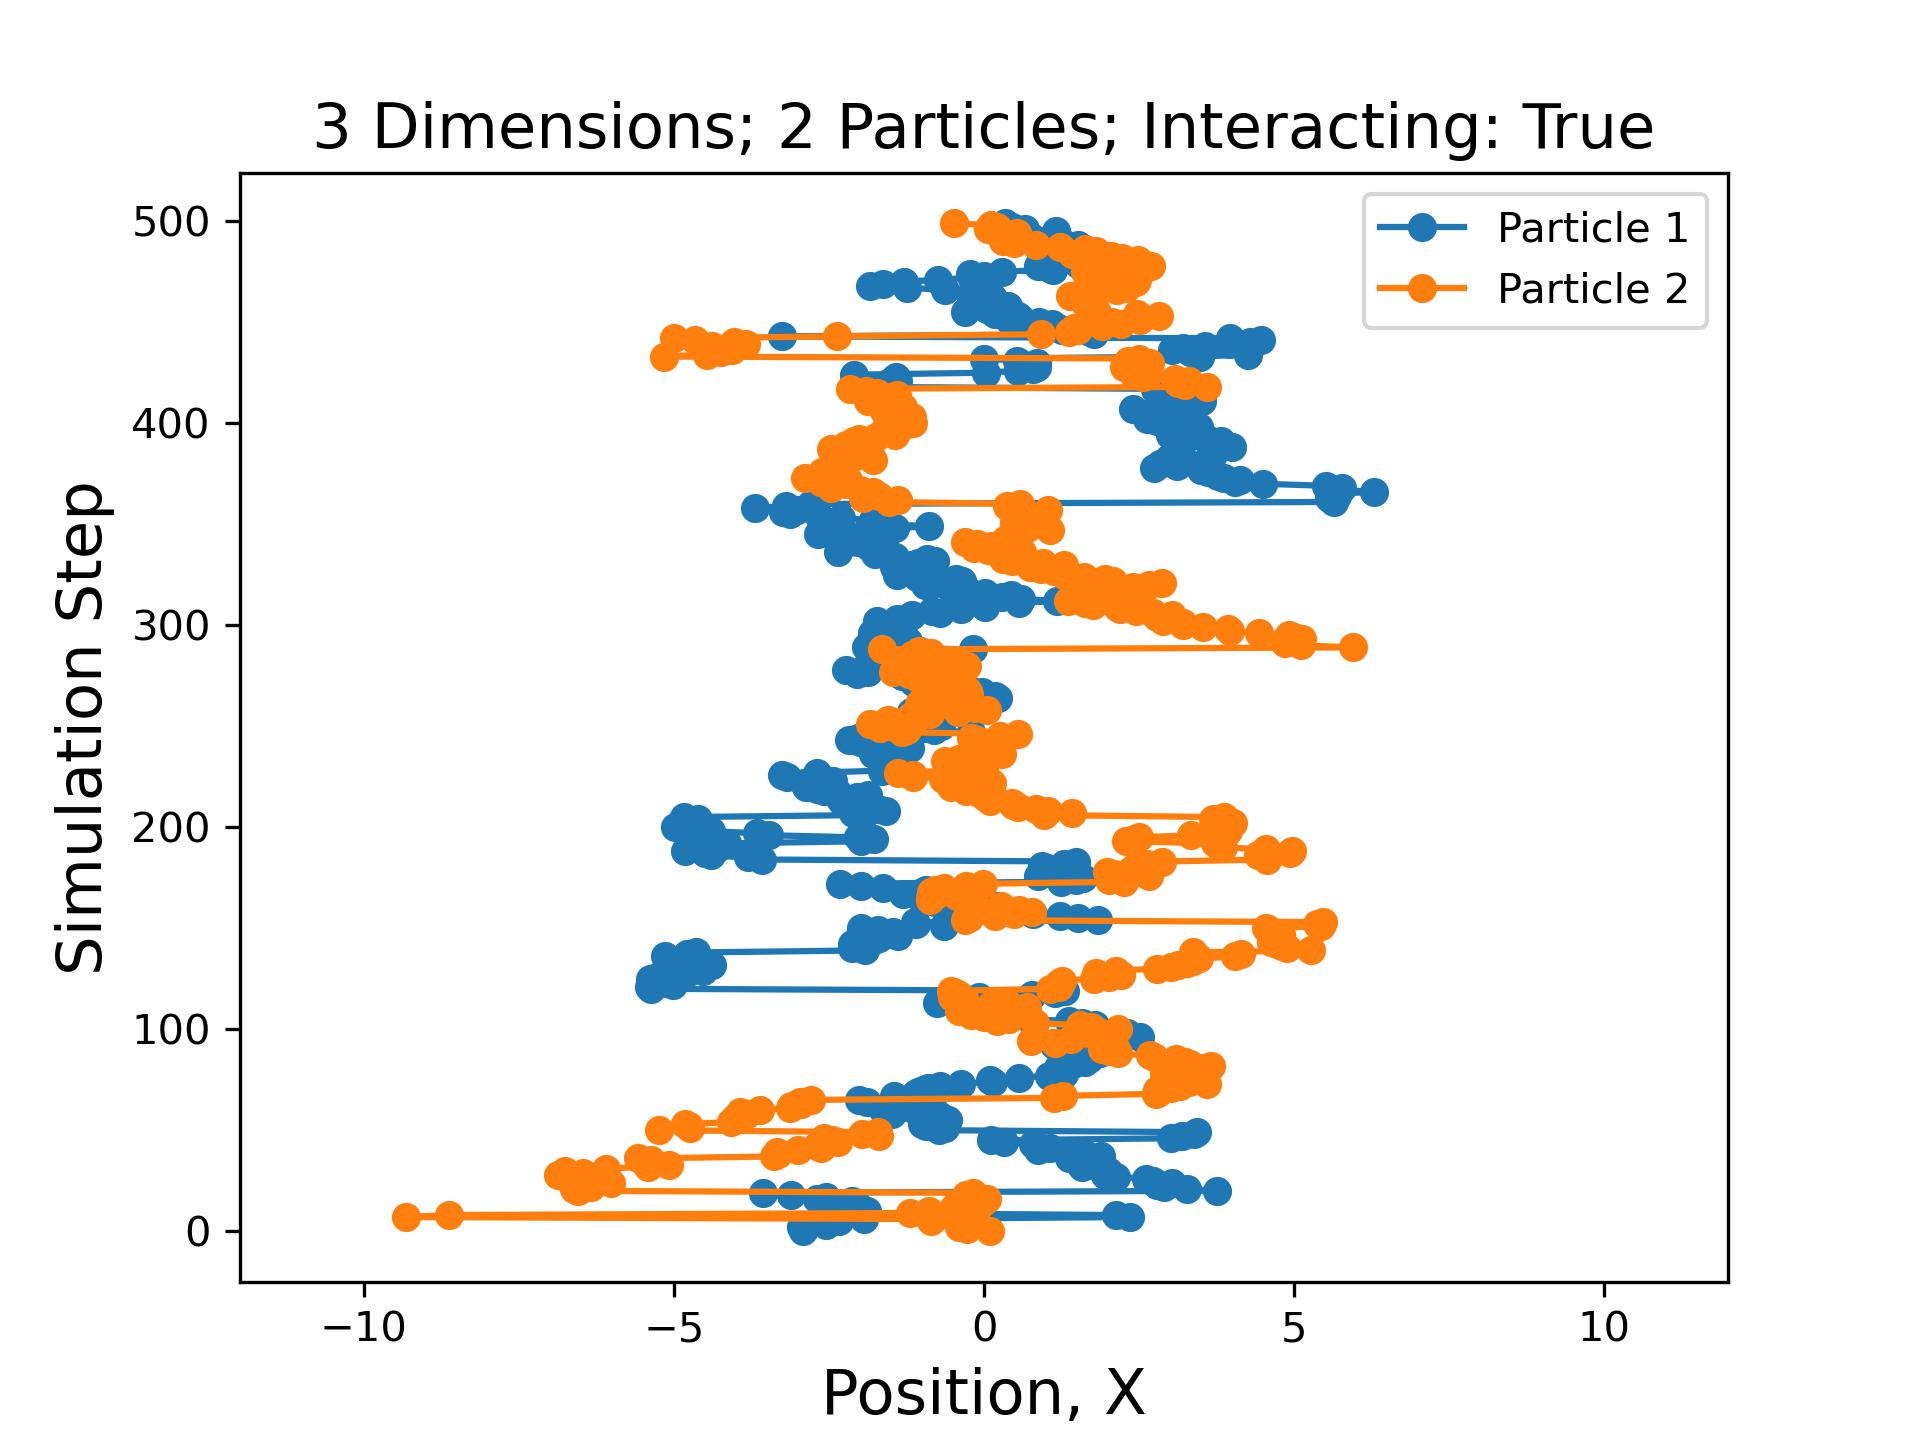 3 Dimensions; 2 Particles; Interacting: True
Particle 1
Particle 2
500
400
300
200
100
0
Simulation Step
−10
−5
0
5
10
Position, X